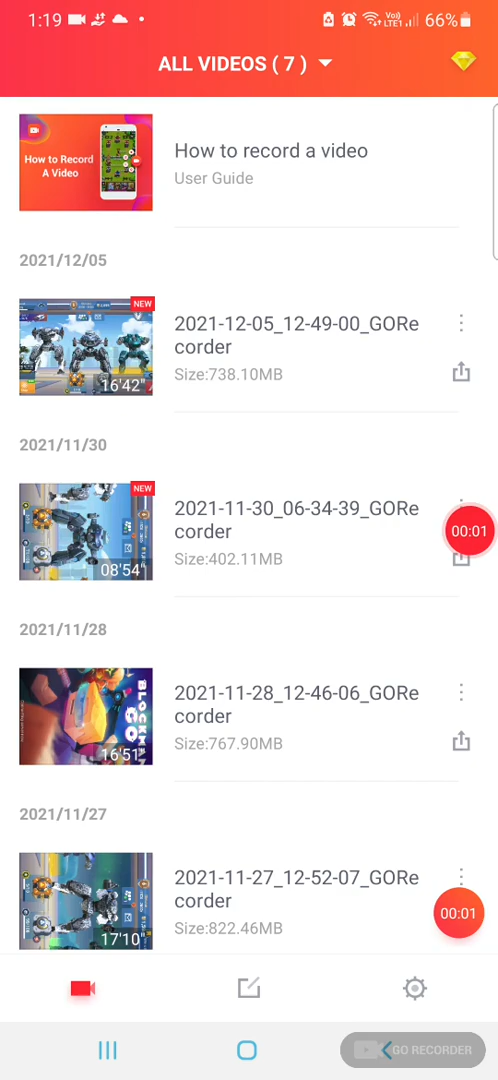 1:19
Vo)
LTE1
66%
ALL VIDEOS ( 7 )
How to Record
A Video
How to record a video
User Guide
2021/12/05
NEW
16'42"
2021-12-05_12-49-00_GORe
corder
Size:738.10MB
2021/11/30
NEW
08'54"
2021-11-30_06-34-39_GORe
corder
Size:402.11MB
00:01
2021/11/28
BLOCKMAN
GO
16'51"
2021-11-28_12-46-06_GORe
corder
Size:767.90MB
2021/11/27
17'10"
2021-11-27_12-52-07_GORe
corder
Size:822.46MB
00:01
GO RECORDER